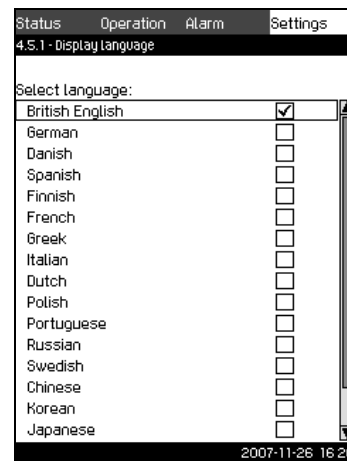 Status Operation Alarm Settings
4.5.1 - Display language
Select language:
British English
German
Danish
Spanish
Finnish
French
Greek
Italian
Dutch
Polish
Portuguese
Russian
Swedish
Chinese
Korean
Japanese
2007-11-26 16